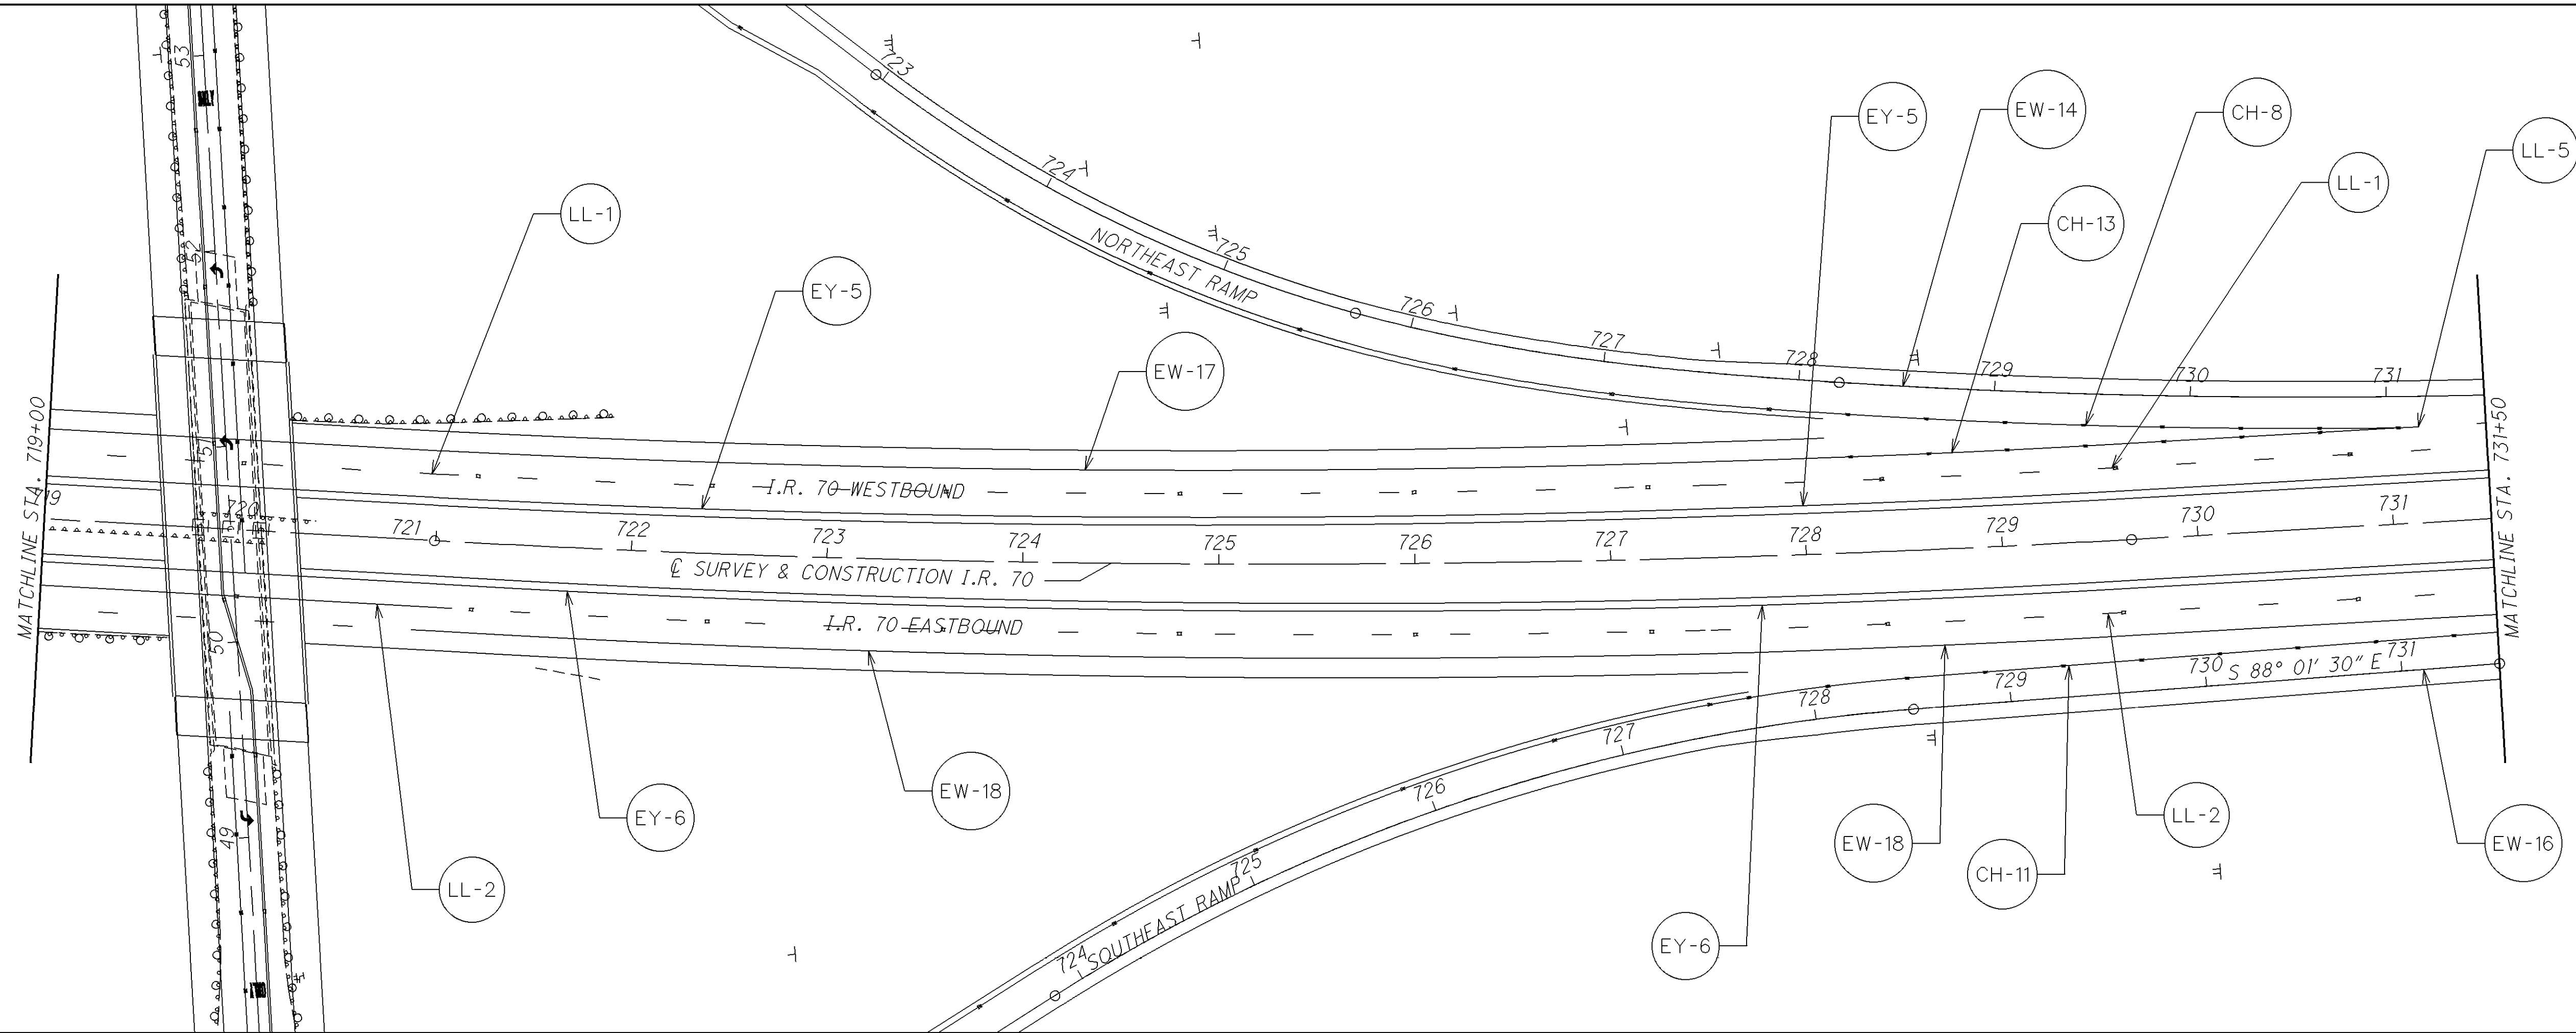 53
52
51
50
49
723
724
725
726
727
728
729
730
731
NORTHEAST RAMP
LL-1
EY-5
EW-17
EY-5
EW-14
CH-13
CH-8
LL-1
LL-5
MATCHLINE STA. 719+00
I.R. 70 WESTBOUND
719
720
721
722
723
724
725
726
727
728
729
730
731
℄ SURVEY & CONSTRUCTION I.R. 70
I.R. 70 EASTBOUND
MATCHLINE STA. 731+50
S 88° 01' 30" E
724
725
726
727
728
729
730
731
SOUTHEAST RAMP
LL-2
EY-6
EW-18
EY-6
EW-18
CH-11
LL-2
EW-16